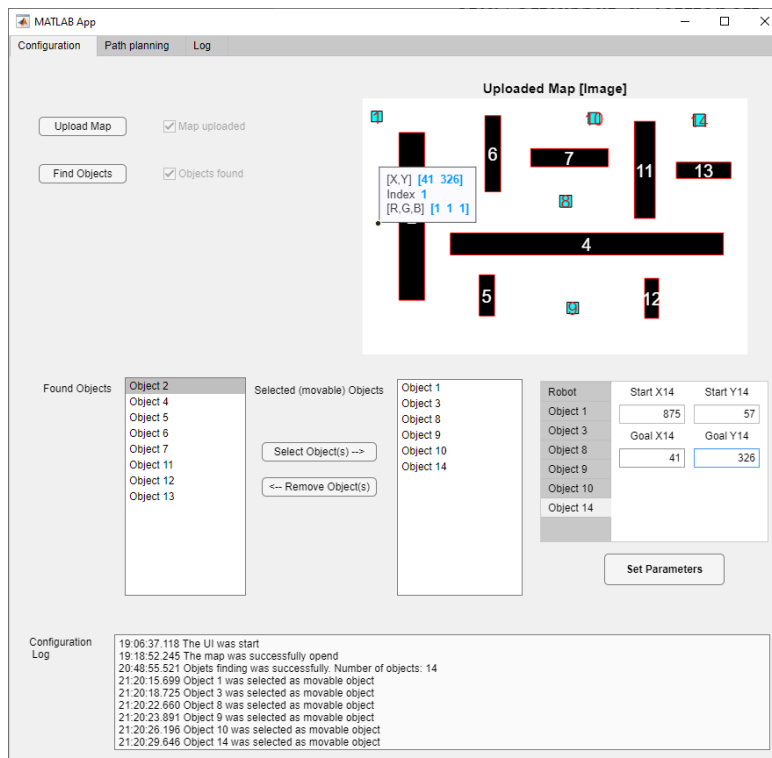 MATLAB App
Configuration Path planning Log
Uploaded Map [Image]
Upload Map Map uploaded
Find Objects Objects found
1 10 14
6 7 11 13
[X,Y] [41 326]
Index 1
[R,G,B] [1 1 1]
8
4
5 9 12
Found Objects
Object 2
Object 4
Object 5
Object 6
Object 7
Object 11
Object 12
Object 13
Selected (movable) Objects
Select Object(s) -->
<-- Remove Object(s)
Object 1
Object 3
Object 8
Object 9
Object 10
Object 14
Robot
Object 1
Object 3
Object 8
Object 9
Object 10
Object 14
Start X14 Start Y14
875 57
Goal X14 Goal Y14
41 326
Set Parameters
Configuration
Log
19:06:37.118 The UI was start
19:18:52.245 The map was successfully opend
20:48:55.521 Objets finding was successfully. Number of objects: 14
21:20:15.699 Object 1 was selected as movable object
21:20:18.725 Object 3 was selected as movable object
21:20:22.660 Object 8 was selected as movable object
21:20:23.891 Object 9 was selected as movable object
21:20:26.196 Object 10 was selected as movable object
21:20:29.646 Object 14 was selected as movable object